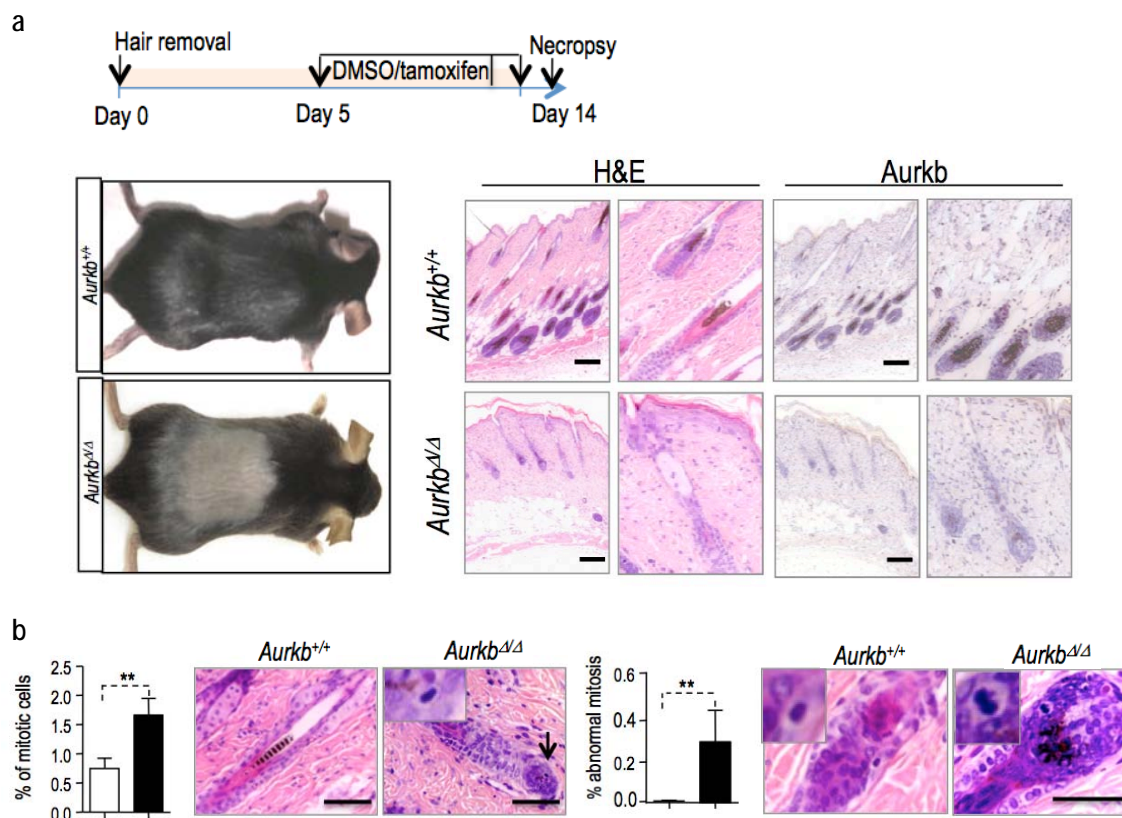 a
Hair removal
Necropsy
DMSO/tamoxifen
Day 0
Day 5
Day 14
H&E
Aurkb
Aurkb+/+
Aurkb+/+
AurkbΔ/Δ
AurkbΔ/Δ
b
Aurkb+/+
AurkbΔ/Δ
Aurkb+/+
AurkbΔ/Δ
% of mitotic cells
2.5
2.0
1.5
1.0
0.5
0.0
**
% abnormal mitosis
0.6
0.4
0.2
0.0
**